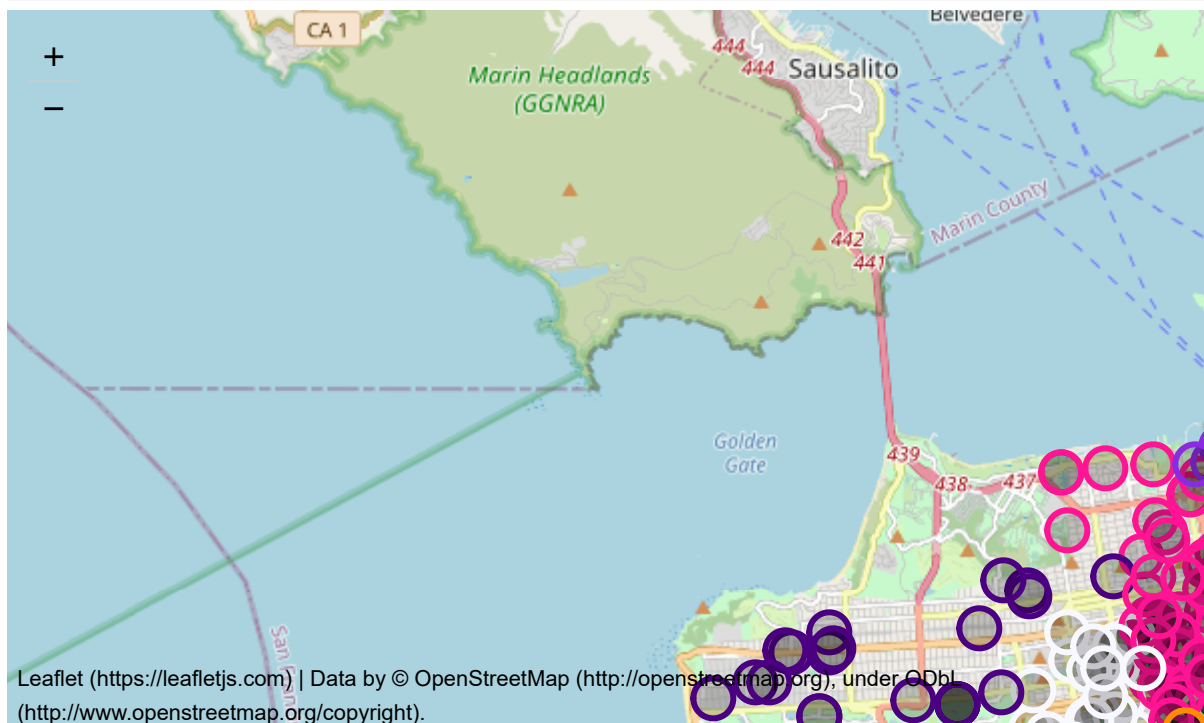 Belvedere
CA 1
+
444
444
Sausalito
Marin Headlands
(GGNRA)
−
Marin County
442
441
Golden
Gate
439
438
437
San
Leaflet (https://leafletjs.com) | Data by © OpenStreetMap (http://openstreetmap.org), under ODbL
(http://www.openstreetmap.org/copyright).